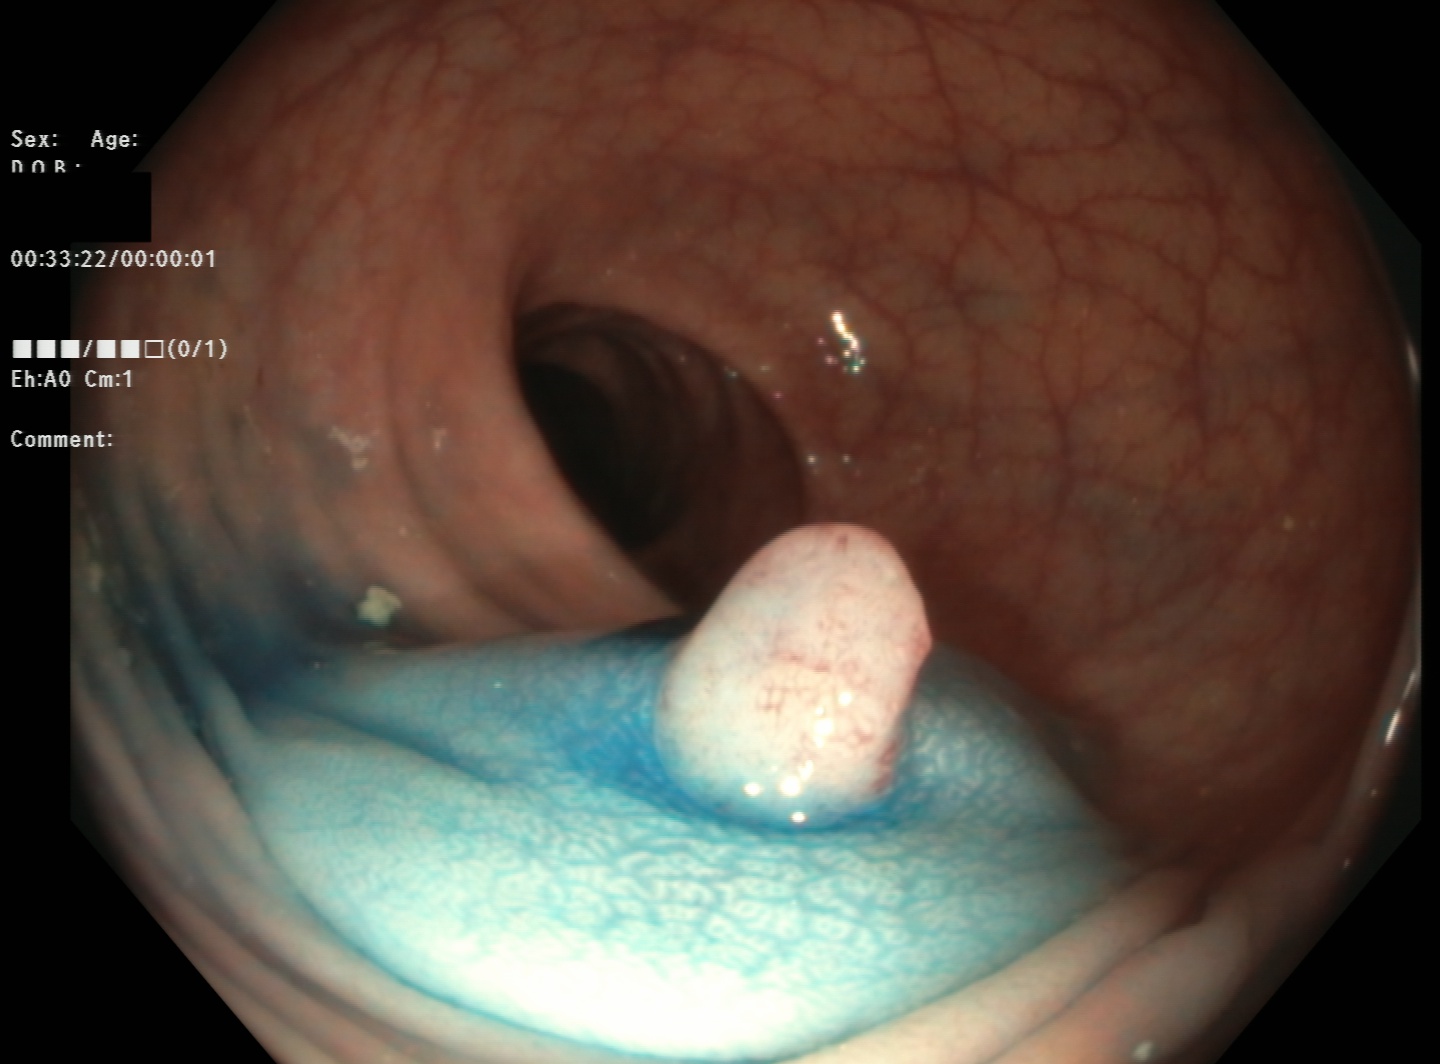 Sex: Age:
D.O.B.:
00:33:22/00:00:01
■■■/■■□(0/1)
Eh:A0 Cm:1
Comment: